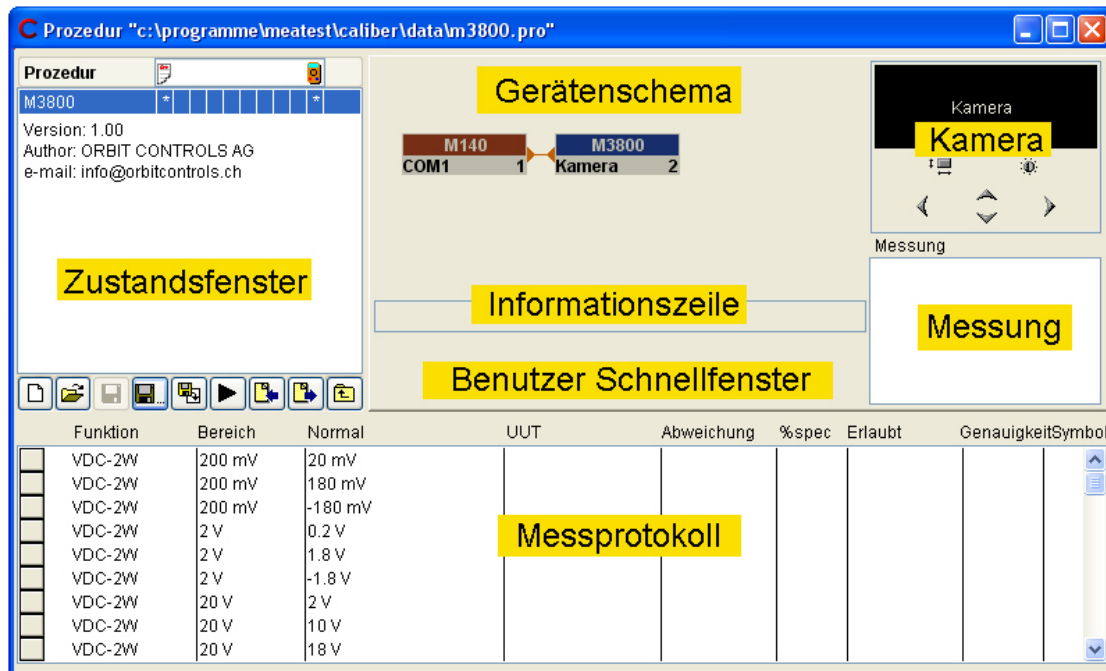 Prozedur "c:\programme\meatest\caliber\data\m3800.pro"
Prozedur
M3800 * *
Version: 1.00
Author: ORBIT CONTROLS AG
e-mail: info@orbitcontrols.ch
Zustandsfenster
Gerätenschema
M140
COM1 1
M3800
Kamera 2
Informationszeile
Benutzer Schnellfenster
Kamera
Kamera
Messung
Messung
Funktion Bereich Normal UUT Abweichung %spec Erlaubt Genauigkeit Symbol
VDC-2W 200 mV 20 mV
VDC-2W 200 mV 180 mV
VDC-2W 200 mV -180 mV
VDC-2W 2 V 0.2 V
VDC-2W 2 V 1.8 V
VDC-2W 2 V -1.8 V
VDC-2W 20 V 2 V
VDC-2W 20 V 10 V
VDC-2W 20 V 18 V
Messprotokoll